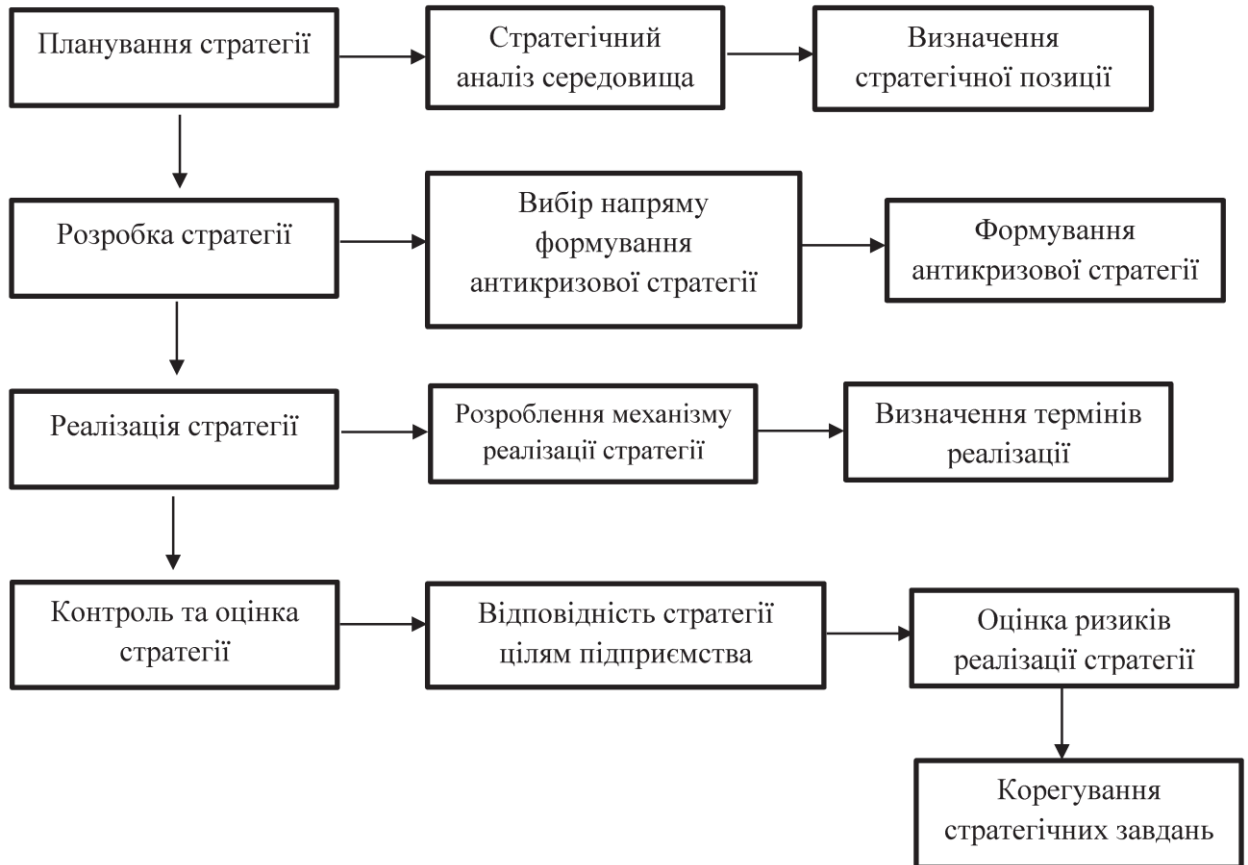 Планування стратегії
Стратегічний
аналіз середовища
Визначення
стратегічної позиції
Розробка стратегії
Вибір напряму
формування
антикризової стратегії
Формування
антикризової стратегії
Реалізація стратегії
Розроблення механізму
реалізації стратегії
Визначення термінів
реалізації
Контроль та оцінка
стратегії
Відповідність стратегії
цілям підприємства
Оцінка ризиків
реалізації стратегії
Корегування
стратегічних завдань